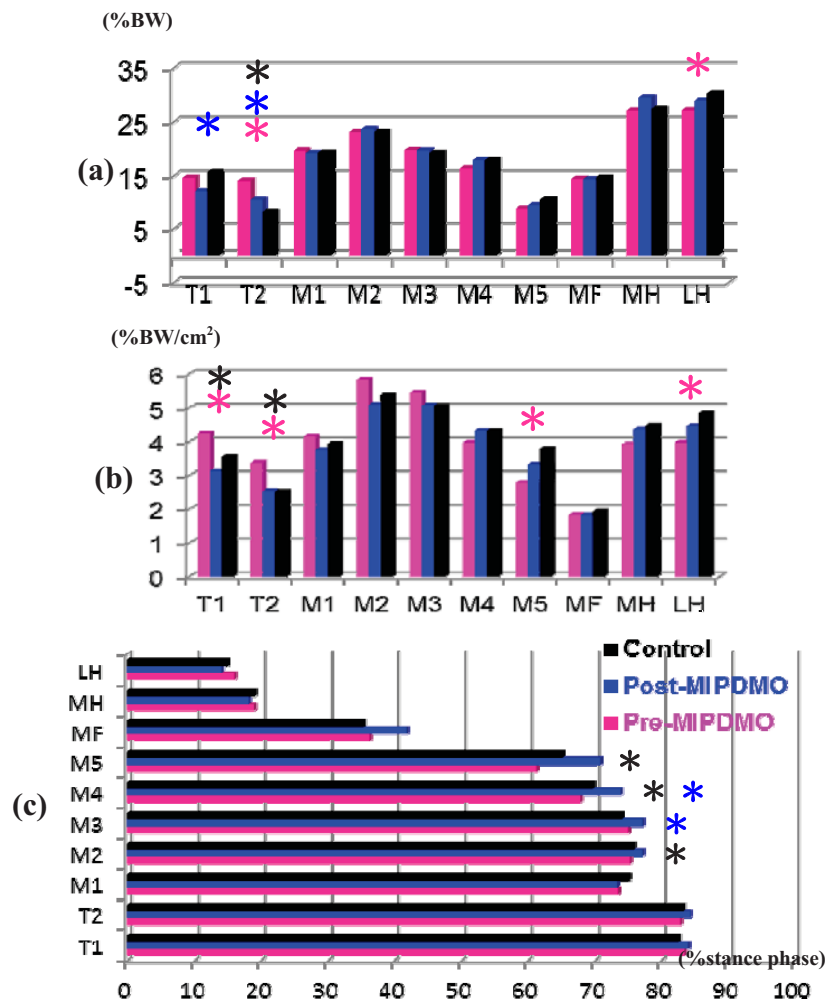 (%BW)
35
25
15
5
-5
(a)
T1 T2 M1 M2 M3 M4 M5 MF MH LH
(%BW/cm²)
6
5
4
3
2
1
0
(b)
T1 T2 M1 M2 M3 M4 M5 MF MH LH
Control
Post-MIPDMO
Pre-MIPDMO
LH
MH
MF
M5
M4
M3
M2
M1
T2
T1
(c)
(%stance phase)
0 10 20 30 40 50 60 70 80 90 100